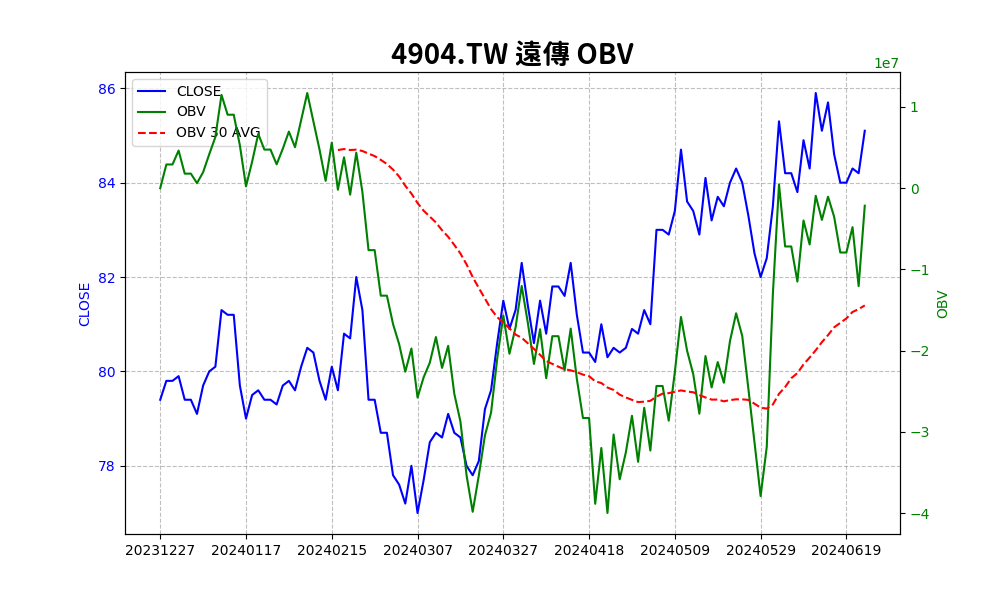 4904.TW 遠傳 OBV
1e7
CLOSE
OBV
OBV 30 AVG
86
84
82
80
78
CLOSE
1
0
−1
−2
−3
−4
OBV
20231227 20240117 20240215 20240307 20240327 20240418 20240509 20240529 20240619